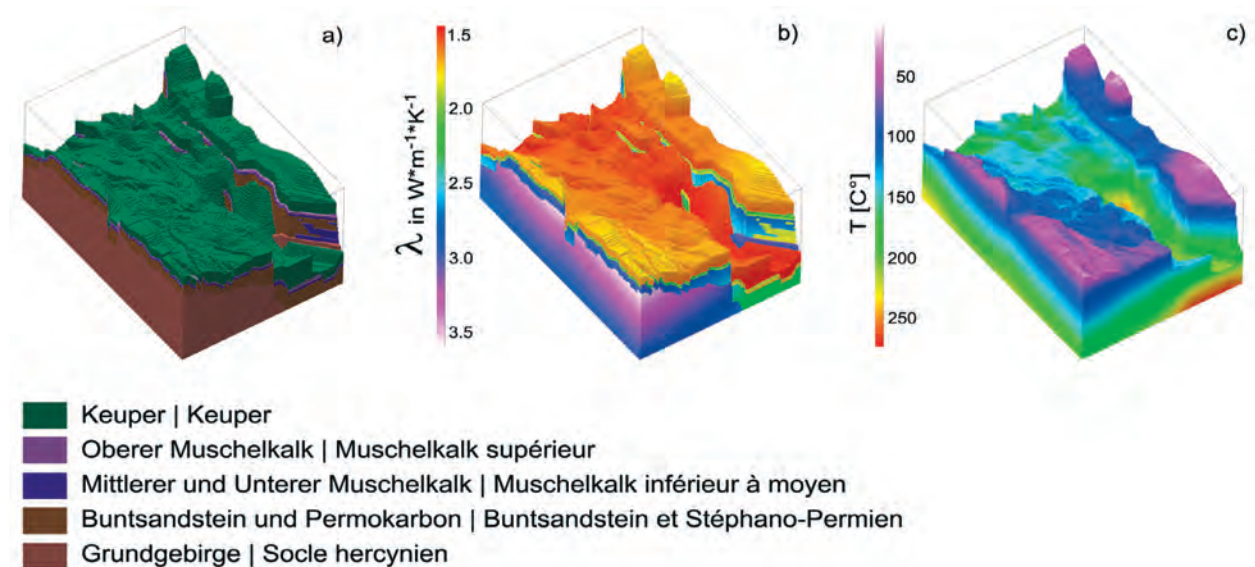 a)
b)
c)
1.5
2.0
2.5
3.0
3.5
λ in W*m⁻¹*K⁻¹
50
100
150
200
250
T [C°]
Keuper | Keuper
Oberer Muschelkalk | Muschelkalk supérieur
Mittlerer und Unterer Muschelkalk | Muschelkalk inférieur à moyen
Buntsandstein und Permokarbon | Buntsandstein et Stéphano-Permien
Grundgebirge | Socle hercynien